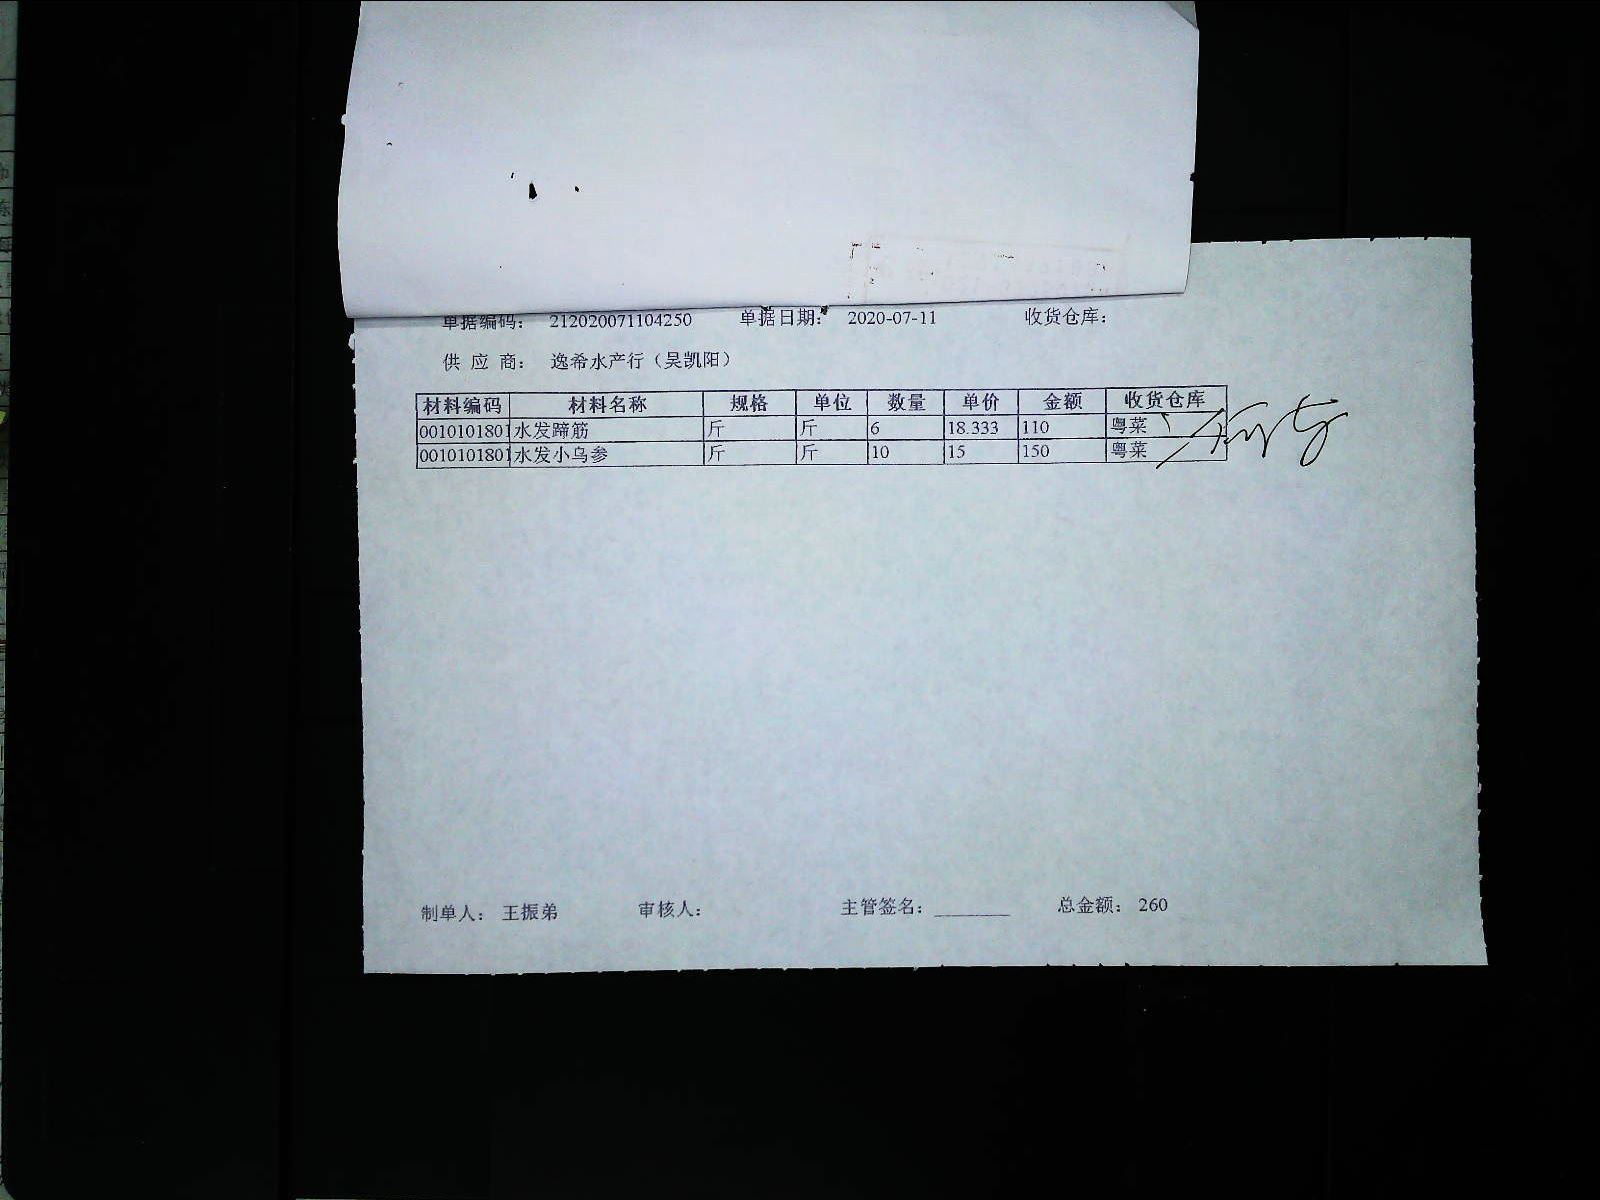 单据编码: 212020071104250 单据日期: 2020-07-11 收货仓库:
供 应 商: 逸希水产行（吴凯阳）
材料编码 材料名称 规格 单位 数量 单价 金额 收货仓库
0010101801 水发蹄筋 斤 斤 6 18.333 110 粤菜
0010101801 水发小乌参 斤 斤 10 15 150 粤菜
制单人: 王振弟 审核人: 主管签名: ________ 总金额: 260